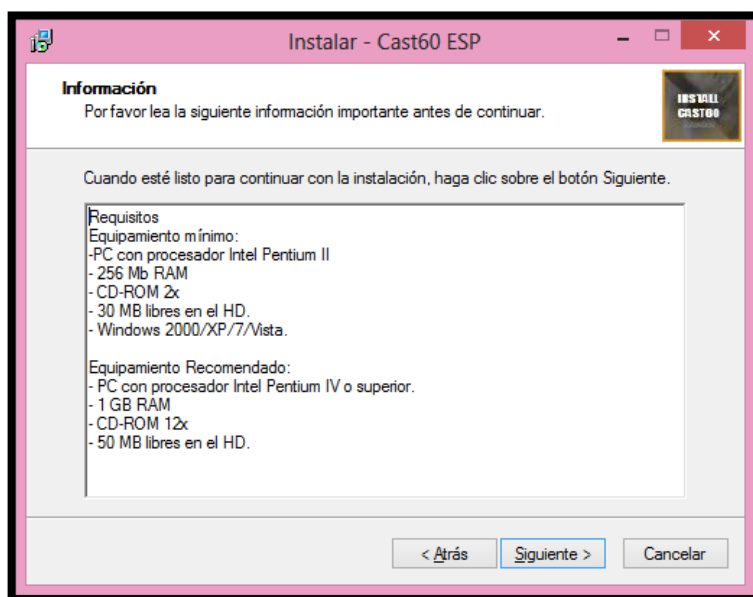 Instalar - Cast60 ESP
Información
Por favor lea la siguiente información importante antes de continuar.
INSTALL
CAST60
Cuando esté listo para continuar con la instalación, haga clic sobre el botón Siguiente.
Requisitos
Equipamiento mínimo:
-PC con procesador Intel Pentium II
- 256 Mb RAM
- CD-ROM 2x
- 30 MB libres en el HD.
- Windows 2000/XP/7/Vista.
Equipamiento Recomendado:
- PC con procesador Intel Pentium IV o superior.
- 1 GB RAM
- CD-ROM 12x
- 50 MB libres en el HD.
< Atrás Siguiente > Cancelar